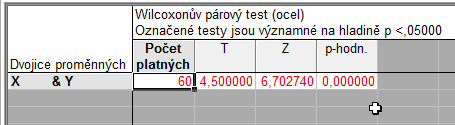 Wilcoxonův párový test (ocel)
Označené testy jsou významné na hladině p <,05000
Dvojice proměnných Počet platných T Z p-hodn.
X & Y 60 4,500000 6,702740 0,000000